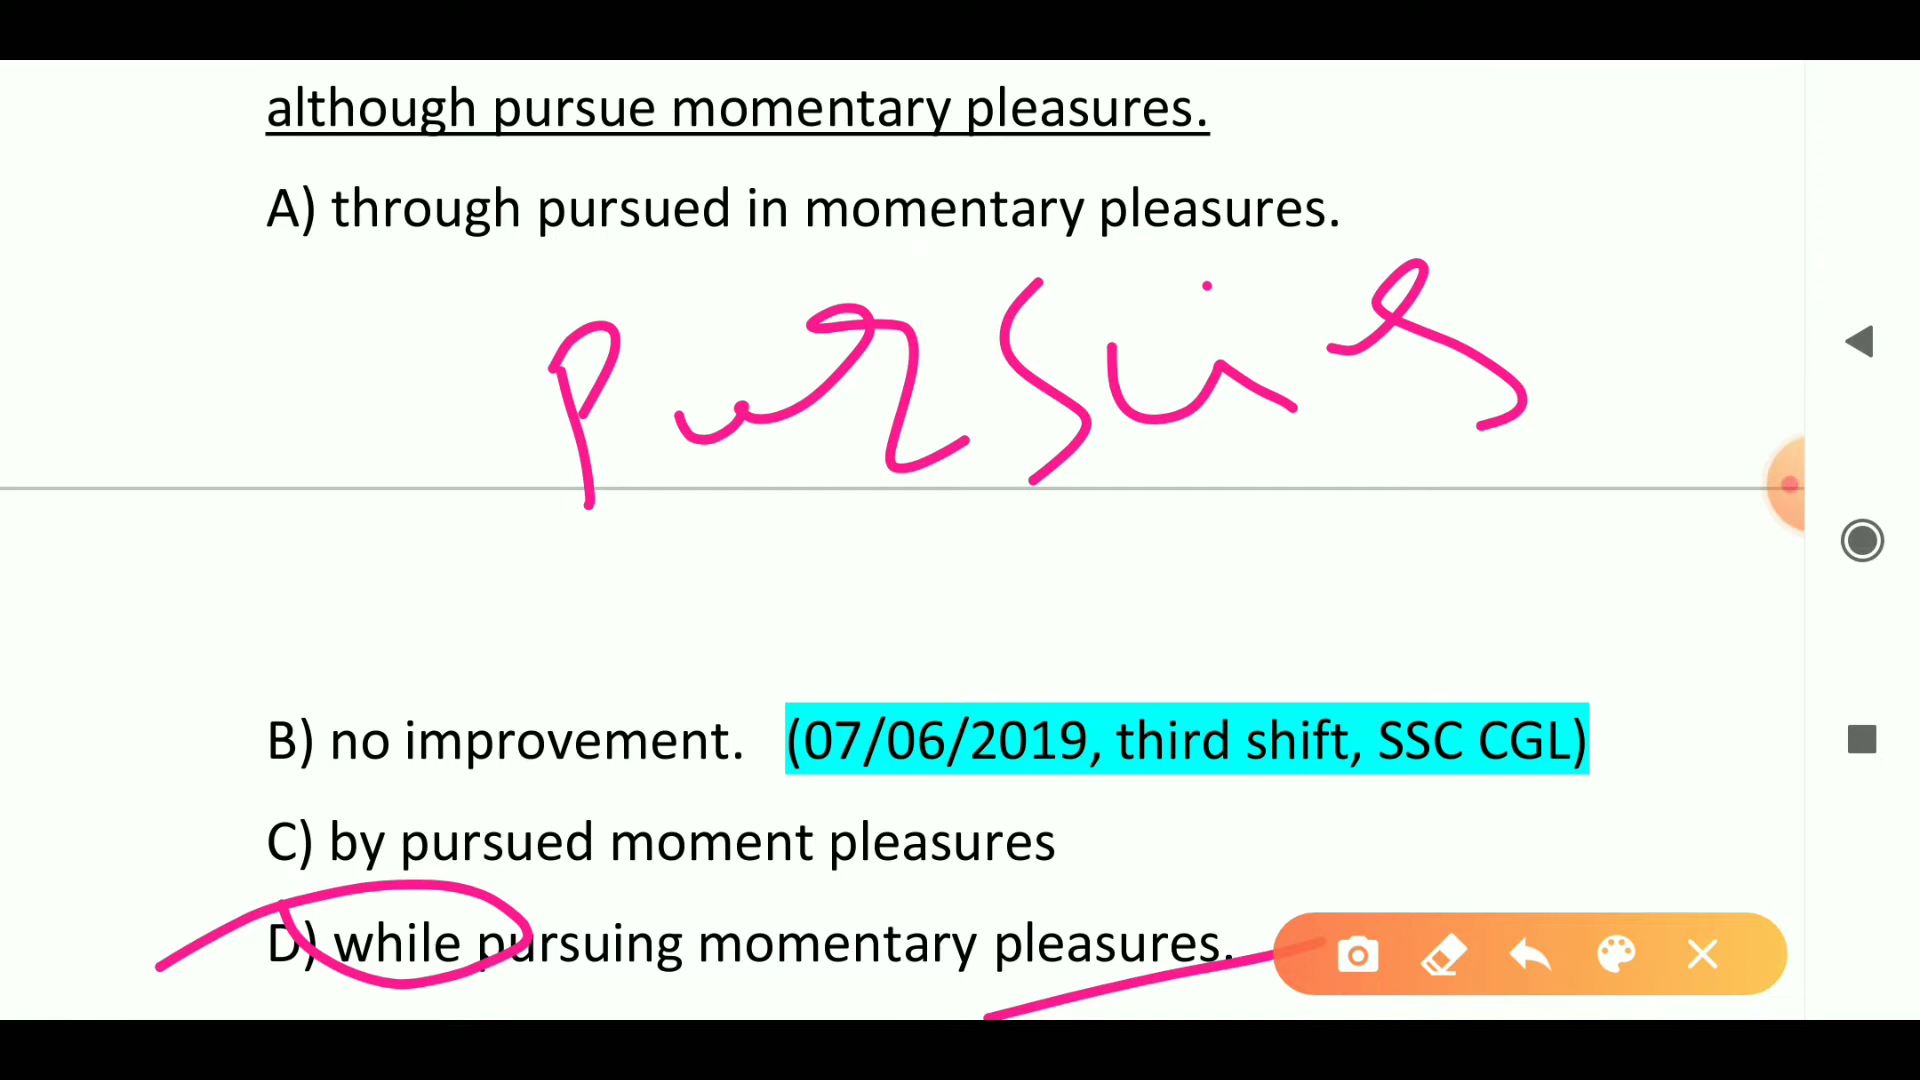 although pursue momentary pleasures.
A) through pursued in momentary pleasures.
B) no improvement. (07/06/2019, third shift, SSC CGL)
C) by pursued moment pleasures
D) while pursuing momentary pleasures.